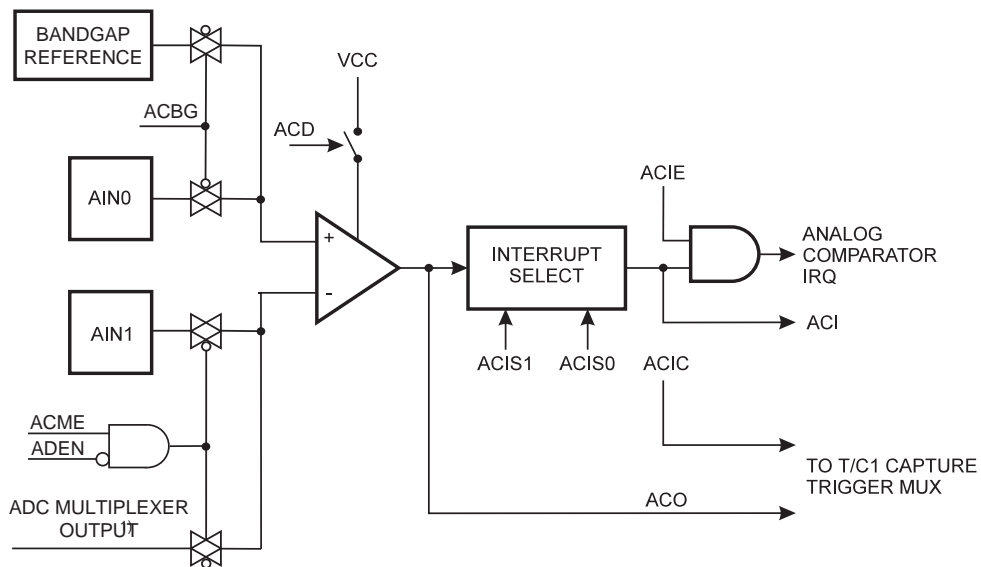 BANDGAP
REFERENCE
VCC
ACBG
ACD
ACIE
AIN0
+
INTERRUPT
SELECT
ANALOG
COMPARATOR
IRQ
-
AIN1
ACI
ACIS1
ACIS0
ACIC
ACME
ADEN
TO T/C1 CAPTURE
TRIGGER MUX
ADC MULTIPLEXER
OUTPUT
1)
ACO